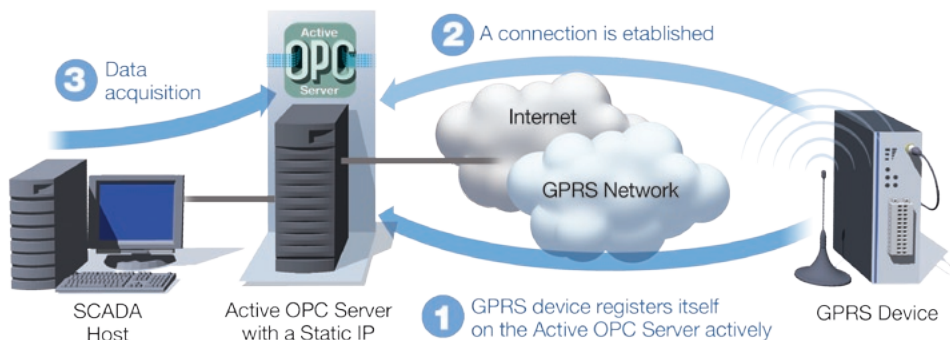 3
Data
acquisition
Active
OPC
Server
2
A connection is etablished
Internet
GPRS Network
SCADA
Host
Active OPC Server
with a Static IP
1
GPRS device registers itself
on the Active OPC Server actively
GPRS Device